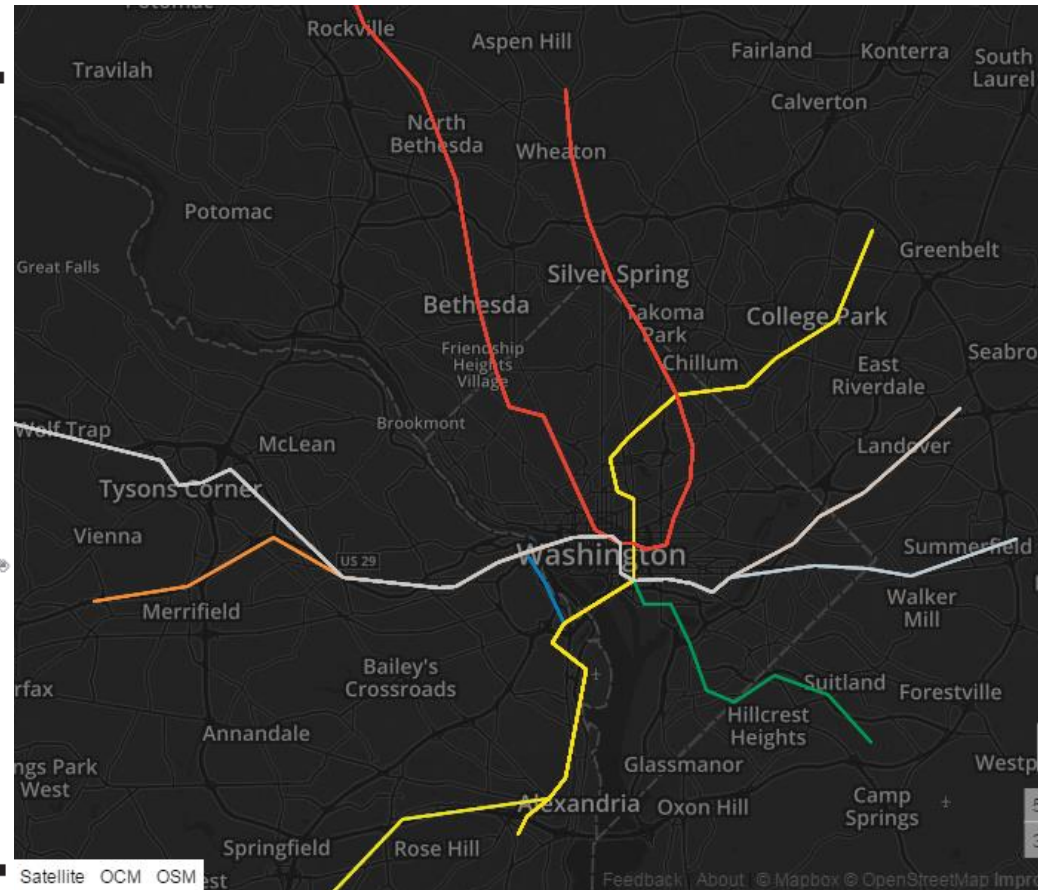 Rockville
Aspen Hill
Fairland
Konterra
South
Laurel
Travilah
Calverton
North
Bethesda
Wheaton
Potomac
Greenbelt
Great Falls
Silver Spring
Bethesda
Takoma
Park
College Park
Friendship
Heights
Village
Chillum
East
Riverdale
Seabro
Brookmont
Wolf Trap
McLean
Landover
Tysons Corner
Vienna
US 29
Washington
Summerfield
Merrifield
Walker
Mill
Bailey's
Crossroads
rfax
Suitland
Forestville
Hillcrest
Heights
Annandale
Glassmanor
Westp
ngs Park
West
Alexandria
Oxon Hill
Camp
Springs
Springfield
Rose Hill
Satellite OCM OSM
est
Feedback About © Mapbox © OpenStreetMap Impro